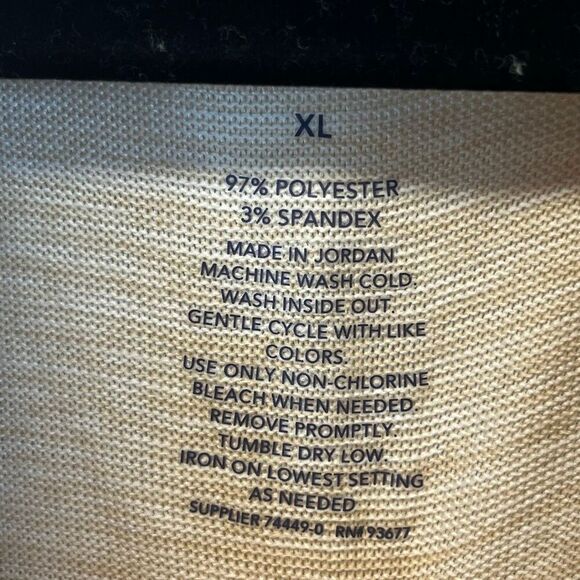 XL
97% POLYESTER
3% SPANDEX
MADE IN JORDAN
MACHINE WASH COLD.
WASH INSIDE OUT.
GENTLE CYCLE WITH LIKE
COLORS.
USE ONLY NON-CHLORINE
BLEACH WHEN NEEDED.
REMOVE PROMPTLY.
TUMBLE DRY LOW.
IRON ON LOWEST SETTING
AS NEEDED
SUPPLIER 74449-0 RN# 93677